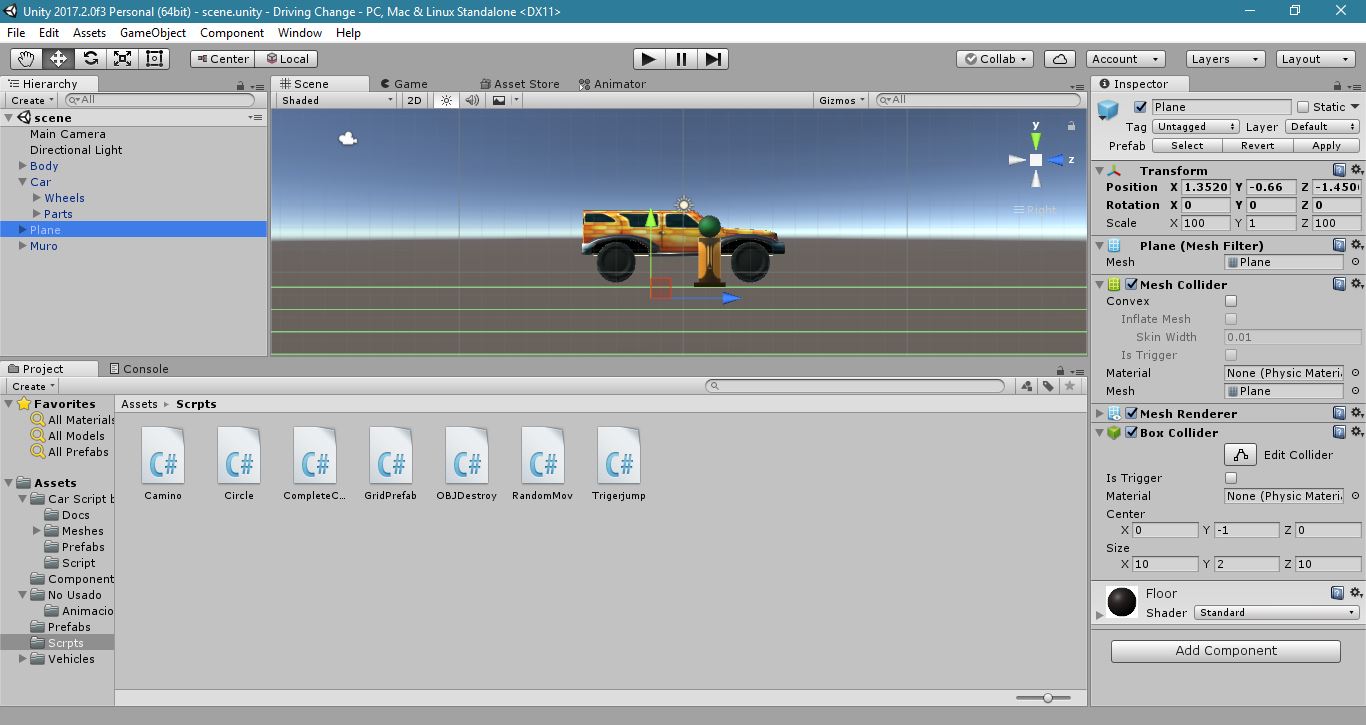 Unity 2017.2.0f3 Personal (64bit) - scene.unity - Driving Change - PC, Mac & Linux Standalone <DX11>
File Edit Assets GameObject Component Window Help
Center Local Collab Account Layers Layout
Hierarchy
Create All
scene
Main Camera
Directional Light
Body
Car
Wheels
Parts
Plane
Muro
Scene Game Asset Store Animator
Shaded 2D Gizmos All
y
z
Right
Inspector
Plane Static
Tag Untagged Layer Default
Prefab Select Revert Apply
Transform
Position X 1.3520 Y -0.66 Z -1.450
Rotation X 0 Y 0 Z 0
Scale X 100 Y 1 Z 100
Plane (Mesh Filter)
Mesh Plane
Mesh Collider
Convex
Inflate Mesh
Skin Width 0.01
Is Trigger
Material None (Physic Materi
Mesh Plane
Mesh Renderer
Box Collider
Edit Collider
Is Trigger
Material None (Physic Materi
Center
X 0 Y -1 Z 0
Size
X 10 Y 2 Z 10
Floor
Shader Standard
Add Component
Project Console
Create
Favorites
All Materials
All Models
All Prefabs
Assets
Car Script b
Docs
Meshes
Prefabs
Script
Component
No Usado
Animacio
Prefabs
Scrpts
Vehicles
Assets Scrpts
C# C# C# C# C# C# C#
Camino Circle CompleteC... GridPrefab OBJDestroy RandomMov Trigerjump